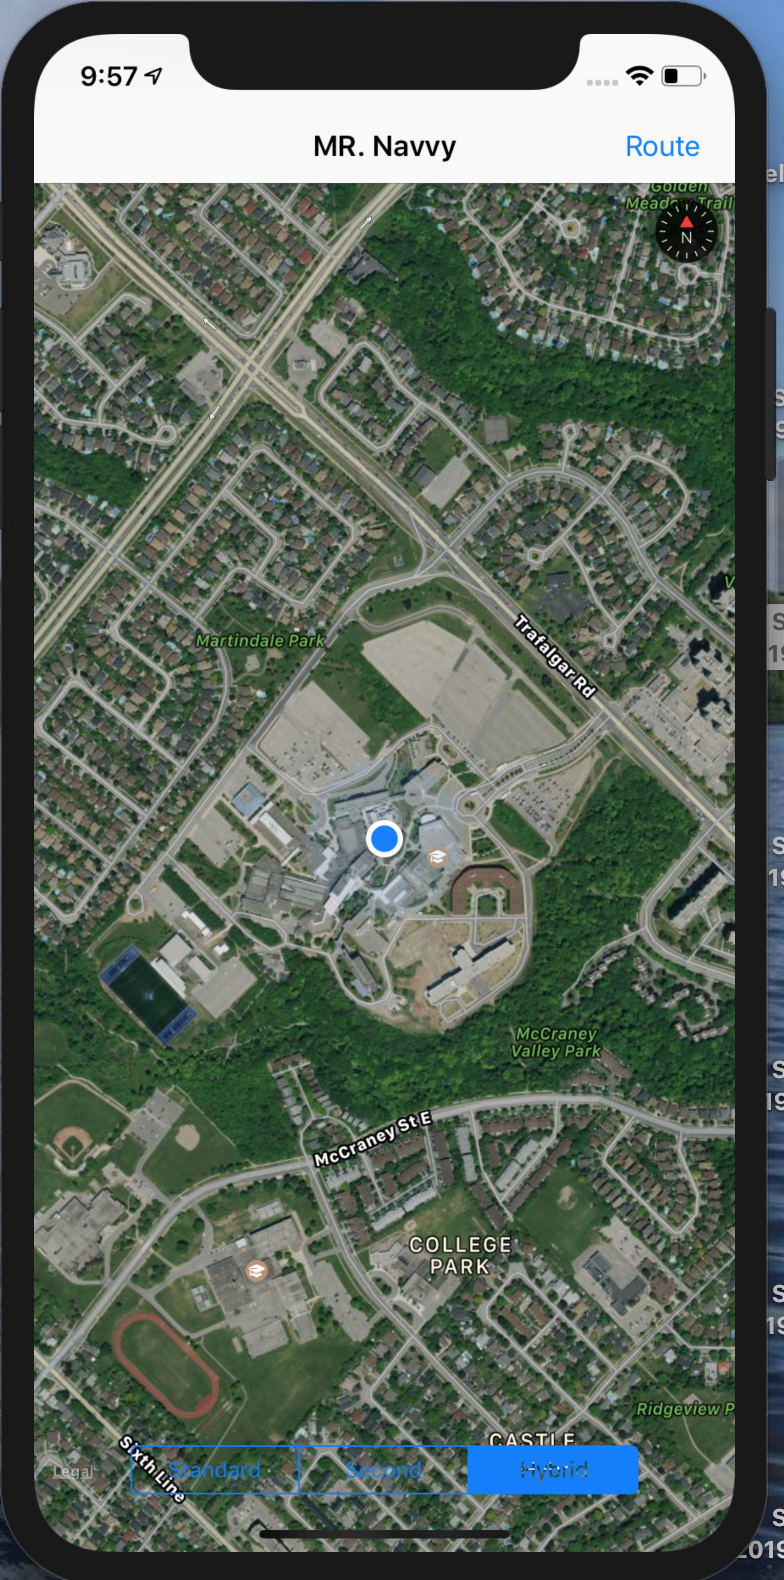 9:57
MR. Navvy
Route
Golden
Meadow Trail
N
Trafalgar Rd
Martindale Park
McCraney
Valley Park
McCraney St E
COLLEGE
PARK
Ridgeview P
CASTLE
Sixth Line
Legal
Standard
Second
Hybrid
2019